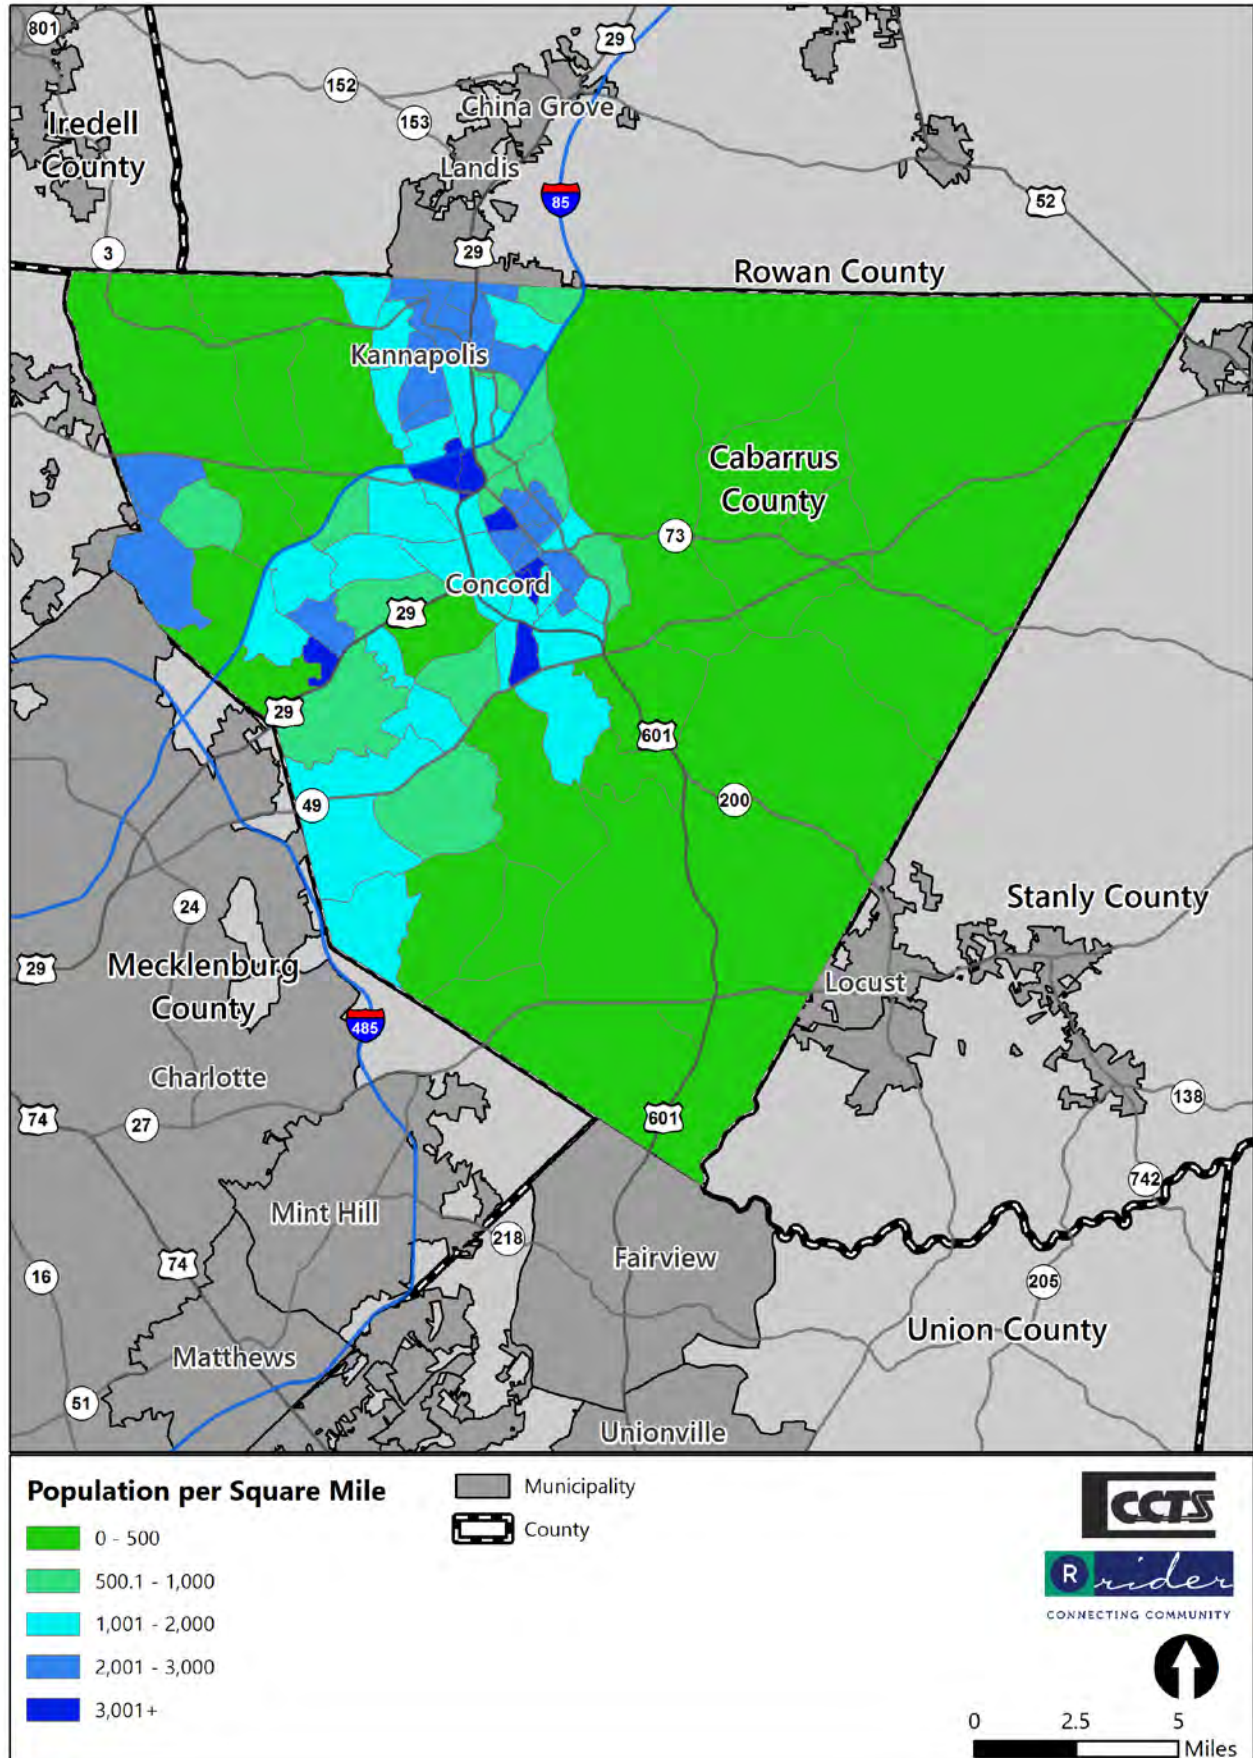 801
29
152
China Grove
153
Iredell
County
Landis
85
52
3
29
Rowan County
Kannapolis
Cabarrus
County
73
Concord
29
29
601
200
49
Stanly County
24
29
Mecklenburg
County
Locust
485
Charlotte
74
27
601
138
742
Mint Hill
218
Fairview
74
16
205
Union County
Matthews
51
Unionville
Population per Square Mile
0 - 500
500.1 - 1,000
1,001 - 2,000
2,001 - 3,000
3,001+
Municipality
County
CCTS
R rider
CONNECTING COMMUNITY
0 2.5 5
Miles